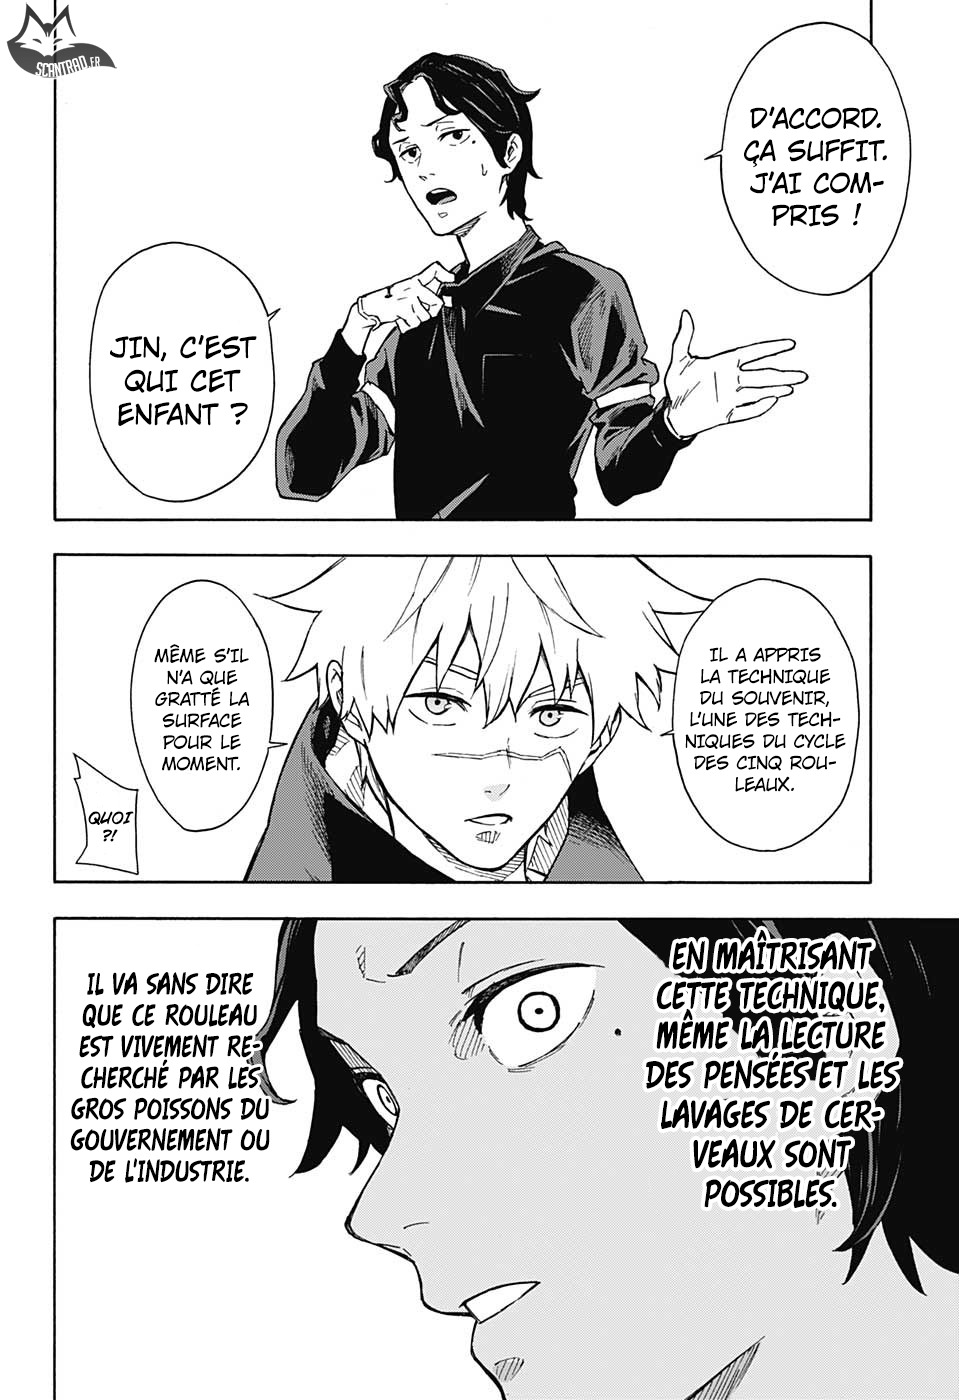 SCANTRAD.FR
D'ACCORD.
ÇA SUFFIT.
J'AI COM-
PRIS !
JIN, C'EST
QUI CET
ENFANT ?
IL A APPRIS
LA TECHNIQUE
DU SOUVENIR,
L'UNE DES TECH-
NIQUES DU CYCLE
DES CINQ ROU-
LEAUX.
MÊME S'IL
N'A QUE
GRATTÉ LA
SURFACE
POUR LE
MOMENT.
QUOI
?!
EN MAÎTRISANT
CETTE TECHNIQUE,
MÊME LA LECTURE
DES PENSÉES ET LES
LAVAGES DE CER-
VEAUX SONT
POSSIBLES.
IL VA SANS DIRE
QUE CE ROULEAU
EST VIVEMENT RE-
CHERCHÉ PAR LES
GROS POISSONS DU
GOUVERNEMENT OU
DE L'INDUSTRIE.